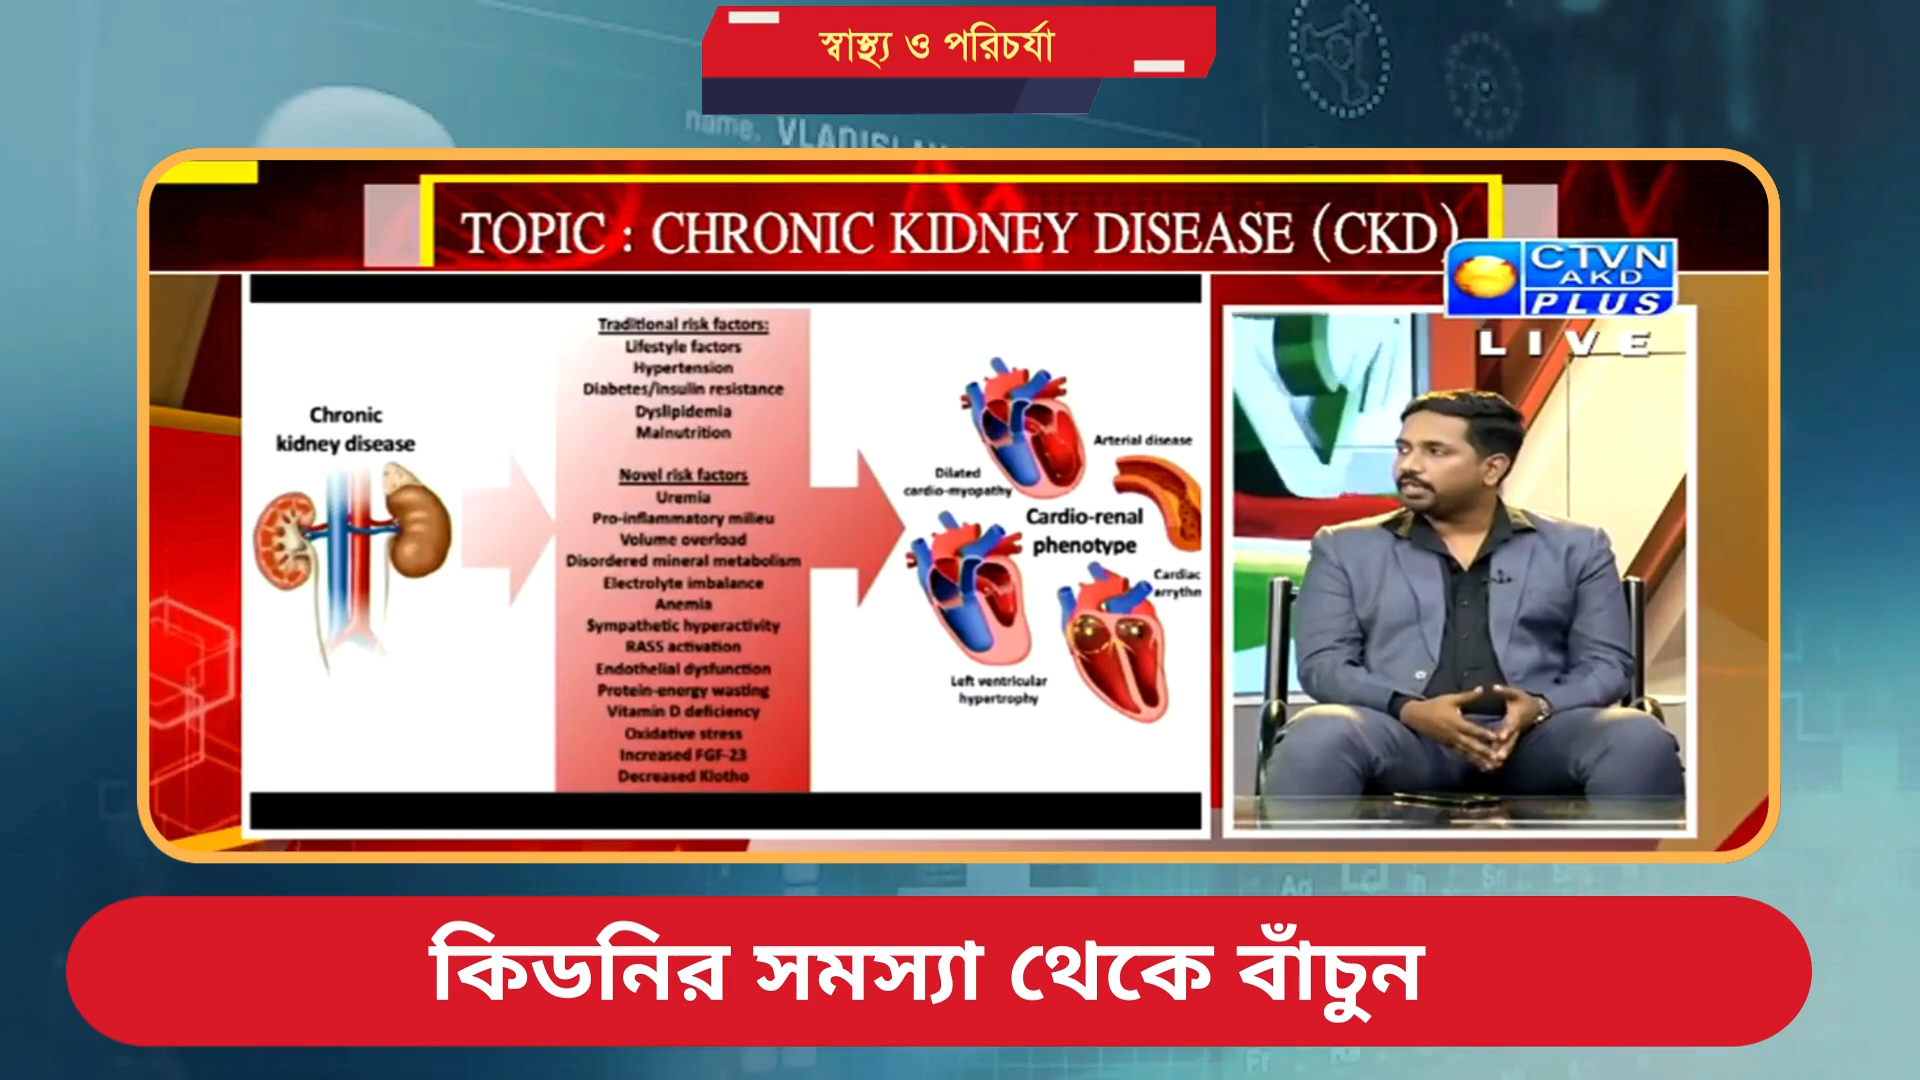 স্বাস্থ্য ও পরিচর্যা
name: VLADISLAV
TOPIC : CHRONIC KIDNEY DISEASE (CKD)
CTVN
AKD
PLUS
LIVE
Chronic
kidney disease
Traditional risk factors:
Lifestyle factors
Hypertension
Diabetes/insulin resistance
Dyslipidemia
Malnutrition
Novel risk factors
Uremia
Pro-inflammatory milieu
Volume overload
Disordered mineral metabolism
Electrolyte imbalance
Anemia
Sympathetic hyperactivity
RASS activation
Endothelial dysfunction
Protein-energy wasting
Vitamin D deficiency
Oxidative stress
Increased FGF-23
Decreased Klotho
Dilated
cardio-myopathy
Arterial disease
Cardio-renal
phenotype
Cardiac
arrythn
Left ventricular
hypertrophy
কিডনির সমস্যা থেকে বাঁচুন